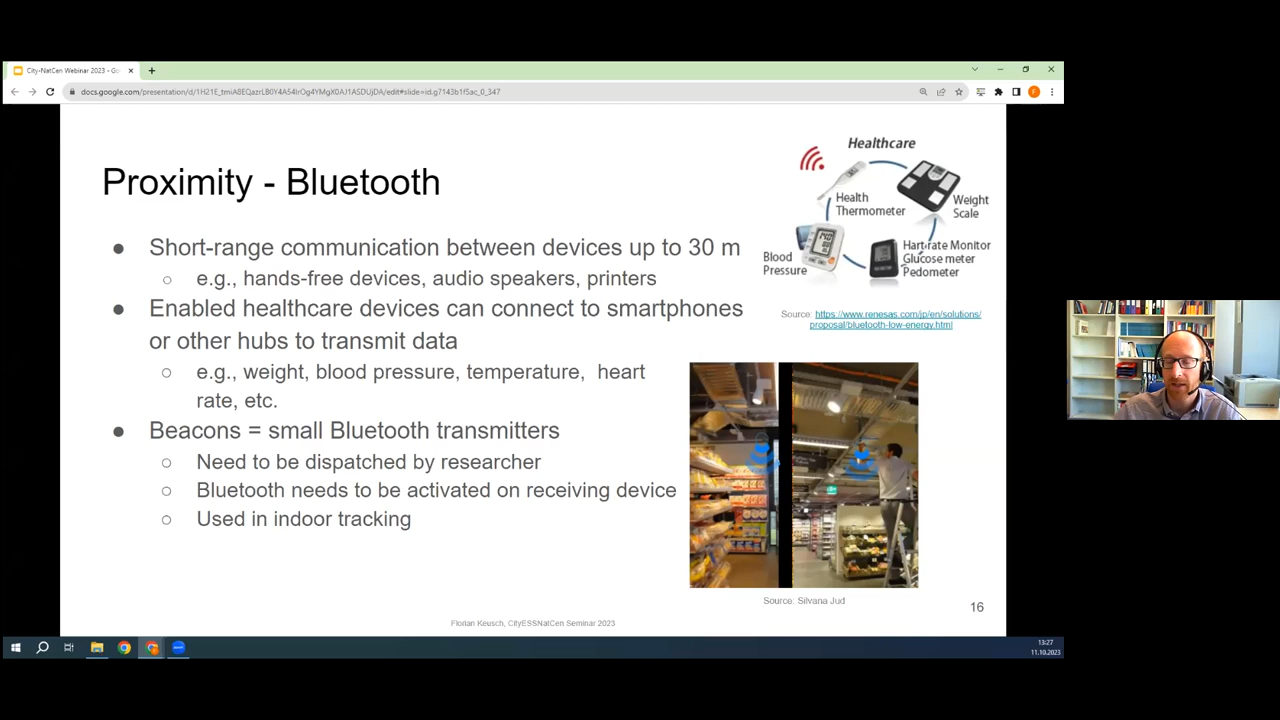 City-NatCen Webinar 2023 - Go
docs.google.com/presentation/d/1H21E_tmiA8EQazrLB0Y4A54IrOg4YMgX0AJ1ASDUjDA/edit#slide=id.g7143b1f5ac_0_347
F
Proximity - Bluetooth
● Short-range communication between devices up to 30 m
○ e.g., hands-free devices, audio speakers, printers
● Enabled healthcare devices can connect to smartphones
or other hubs to transmit data
○ e.g., weight, blood pressure, temperature, heart
rate, etc.
● Beacons = small Bluetooth transmitters
○ Need to be dispatched by researcher
○ Bluetooth needs to be activated on receiving device
○ Used in indoor tracking
Healthcare
Health
Thermometer
Weight
Scale
Blood
Pressure
Hart rate Monitor
Glucose meter
Pedometer
Source: https://www.renesas.com/jp/en/solutions/
proposal/bluetooth-low-energy.html
Source: Silvana Jud
16
Florian Keusch, CityESSNatCen Seminar 2023
13:27
11.10.2023